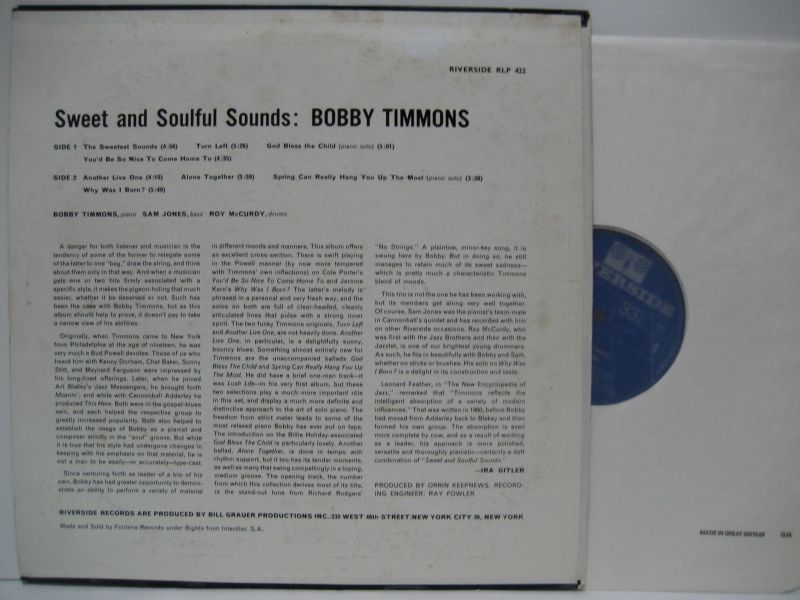 RIVERSIDE RLP 422
Sweet and Soulful Sounds: BOBBY TIMMONS
SIDE 1 The Sweetest Sounds (4:56) Turn Left (5:26) God Bless the Child (piano solo) (3:01)
You'd Be So Nice To Come Home To (4:35)
SIDE 2 Another Live One (4:10) Alone Together (5:59) Spring Can Really Hang You Up The Most (piano solo) (3:38)
Why Was I Born? (5:49)
BOBBY TIMMONS, piano SAM JONES, bass ROY McCURDY, drums
A danger for both listener and musician is the
tendency of some of the former to relegate some
of the latter to one "bag," draw the string, and think
about them only in that way. And when a musician
gets one or two hits firmly associated with a
specific style, it makes the pigeon-holing that much
easier, whether it be deserved or not. Such has
been the case with Bobby Timmons, but as this
album should help to prove, it doesn't pay to take
a narrow view of his abilities.
Originally, when Timmons came to New York
from Philadelphia at the age of nineteen, he was
very much a Bud Powell devotee. Those of us who
heard him with Kenny Dorham, Chet Baker, Sonny
Stitt, and Maynard Ferguson were impressed by
his long-lined offerings. Later, when he joined
Art Blakey's Jazz Messengers, he brought forth
Moanin'; and while with Cannonball Adderley he
produced This Here. Both were in the gospel-blues
vein, and each helped the respective group to
greatly increased popularity. Both also helped to
establish the image of Bobby as a pianist and
composer strictly in the "soul" groove. But while
it is true that his style had undergone changes in
keeping with his emphasis on that material, he is
not a man to be easily—or accurately—type-cast.
Since venturing forth as leader of a trio of his
own, Bobby has had greater opportunity to demon-
strate an ability to perform a variety of material
in different moods and manners. This album offers
an excellent cross-section. There is swift playing
in the Powell manner (by now more tempered
with Timmons' own inflections) on Cole Porter's
You'd Be So Nice To Come Home To and Jerome
Kern's Why Was I Born? The latter's melody is
phrased in a personal and very fresh way, and the
solos on both are full of clear-headed, cleanly
articulated lines that pulse with a strong inner
spirit. The two funky Timmons originals, Turn Left
and Another Live One, are not heavily done. Another
Live One, in particular, is a delightfully sunny,
bouncy blues. Something almost entirely new for
Timmons are the unaccompanied ballads God
Bless The Child and Spring Can Really Hang You Up
The Most. He did have a brief one-man track—it
was Lush Life—in his very first album, but these
two selections play a much more important rôle
in this set, and display a much more definite and
distinctive approach to the art of solo piano. The
freedom from strict meter leads to some of the
most relaxed piano Bobby has ever put on tape.
The introduction on the Billie Holiday-associated
God Bless The Child is particularly lovely. Another
ballad, Alone Together, is done in tempo with
rhythm support, but it too has its tender moments,
as well as many that swing compellingly in a loping,
medium groove. The opening track, the number
from which this collection derives most of its title,
is the stand-out tune from Richard Rodgers'
"No Strings." A plaintive, minor-key song, it is
swung here by Bobby. But in doing so, he still
manages to retain much of its sweet sadness—
which is pretty much a characteristic Timmons
blend of moods.
This trio is not the one he has been working with,
but its members get along very well together.
Of course, Sam Jones was the pianist's team-mate
in Cannonball's quintet and has recorded with him
on other Riverside occasions. Roy McCurdy, who
was first with the Jazz Brothers and then with the
Jazztet, is one of our brightest young drummers.
As such, he fits in beautifully with Bobby and Sam,
whether on sticks or brushes. His solo on Why Was
I Born? is a delight in its construction and taste.
Leonard Feather, in "The New Encyclopedia of
Jazz," remarked that "Timmons reflects the
intelligent absorption of a variety of modern
influences." That was written in 1960, before Bobby
had moved from Adderley back to Blakey and then
formed his own group. The absorption is even
more complete by now, and as a result of working
as a leader, his approach is more polished,
versatile and thoroughly pianistic—certainly a deft
combination of "Sweet and Soulful Sounds."
—IRA GITLER
PRODUCED BY ORRIN KEEPNEWS. RECORD-
ING ENGINEER: RAY FOWLER
RIVERSIDE RECORDS ARE PRODUCED BY BILL GRAUER PRODUCTIONS INC./235 WEST 46th STREET/NEW YORK CITY 36, NEW YORK
Made and Sold by Fontana Records under Rights from Interdisc S.A.
RIVERSIDE
33⅓
MADE IN GREAT BRITAIN